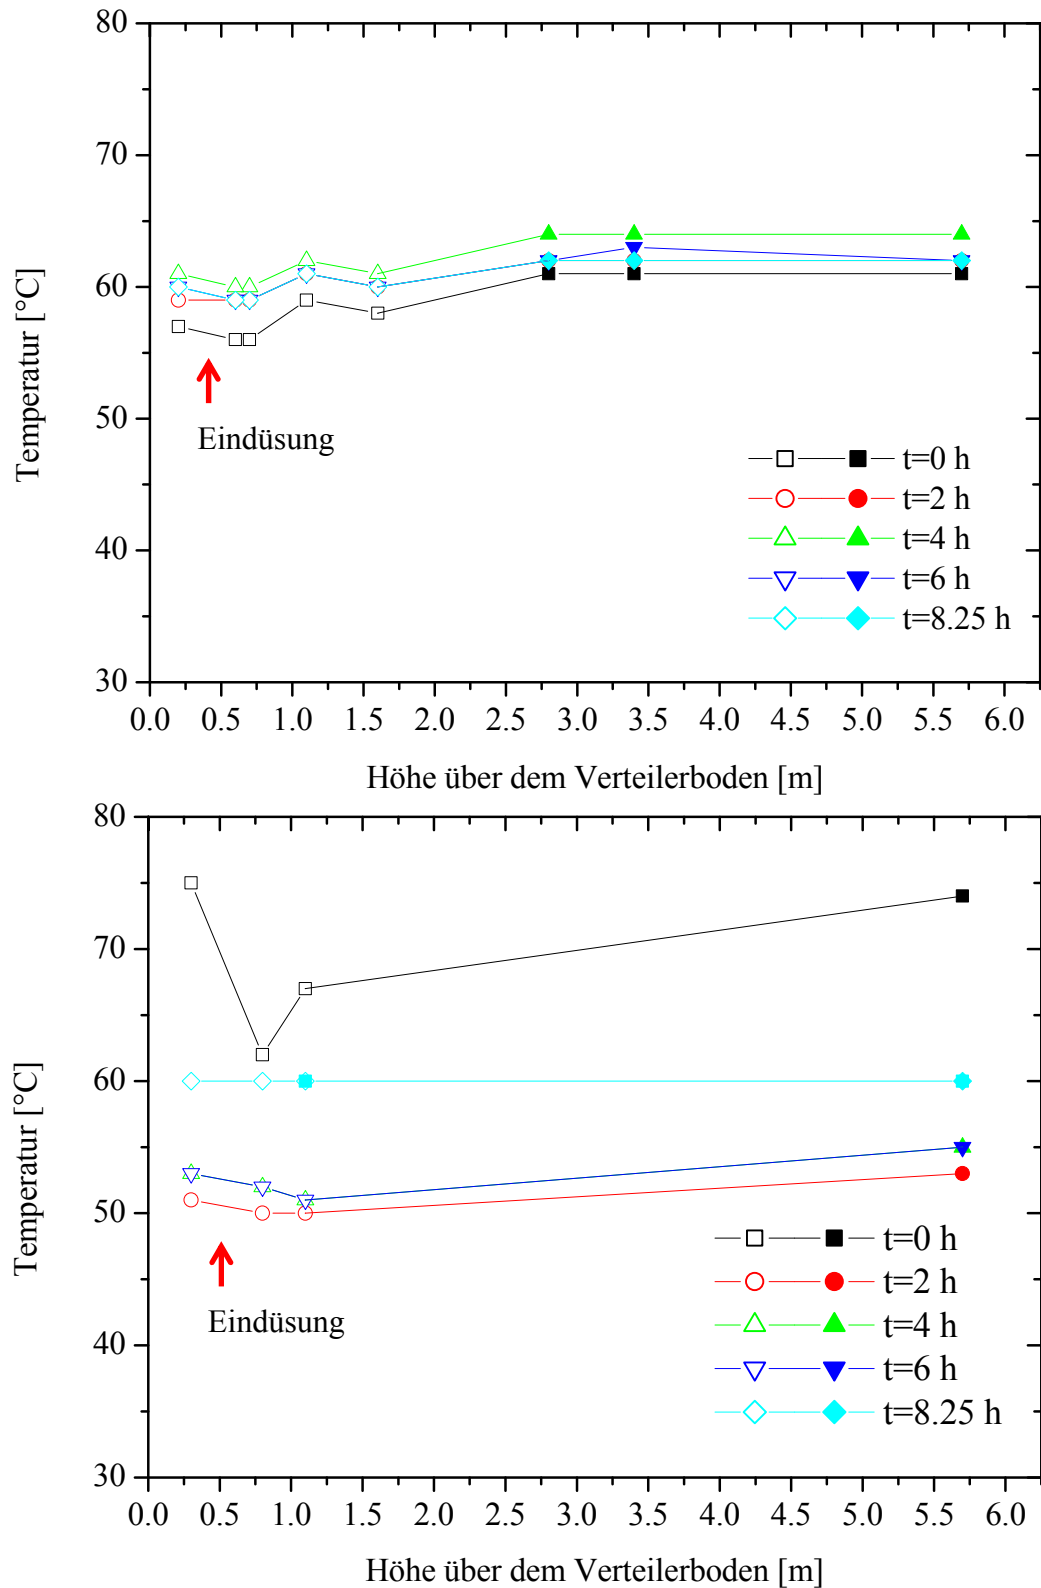 80
70
60
50
40
30
Temperatur [°C]
Eindüsung
t=0 h
t=2 h
t=4 h
t=6 h
t=8.25 h
0.0 0.5 1.0 1.5 2.0 2.5 3.0 3.5 4.0 4.5 5.0 5.5 6.0
Höhe über dem Verteilerboden [m]
80
70
60
50
40
30
Temperatur [°C]
Eindüsung
t=0 h
t=2 h
t=4 h
t=6 h
t=8.25 h
0.0 0.5 1.0 1.5 2.0 2.5 3.0 3.5 4.0 4.5 5.0 5.5 6.0
Höhe über dem Verteilerboden [m]